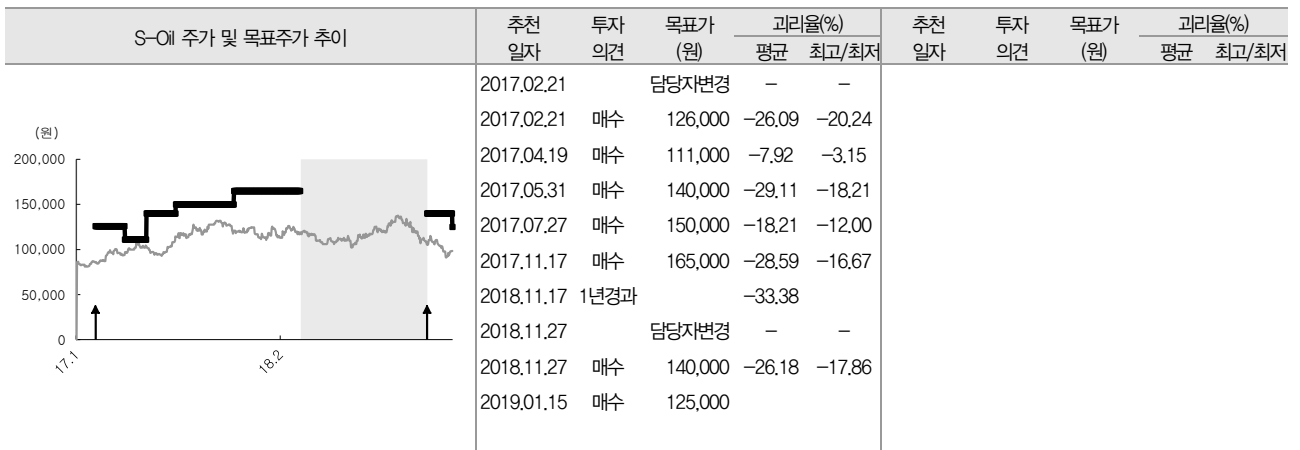 S-Oil 주가 및 목표주가 추이
(원)
200,000
150,000
100,000
50,000
0
17.1
18.2
추천 투자 목표가 괴리율(%)
일자 의견 (원) 평균 최고/최저
2017.02.21 담당자변경 - -
2017.02.21 매수 126,000 -26.09 -20.24
2017.04.19 매수 111,000 -7.92 -3.15
2017.05.31 매수 140,000 -29.11 -18.21
2017.07.27 매수 150,000 -18.21 -12.00
2017.11.17 매수 165,000 -28.59 -16.67
2018.11.17 1년경과 -33.38
2018.11.27 담당자변경 - -
2018.11.27 매수 140,000 -26.18 -17.86
2019.01.15 매수 125,000
추천 투자 목표가 괴리율(%)
일자 의견 (원) 평균 최고/최저